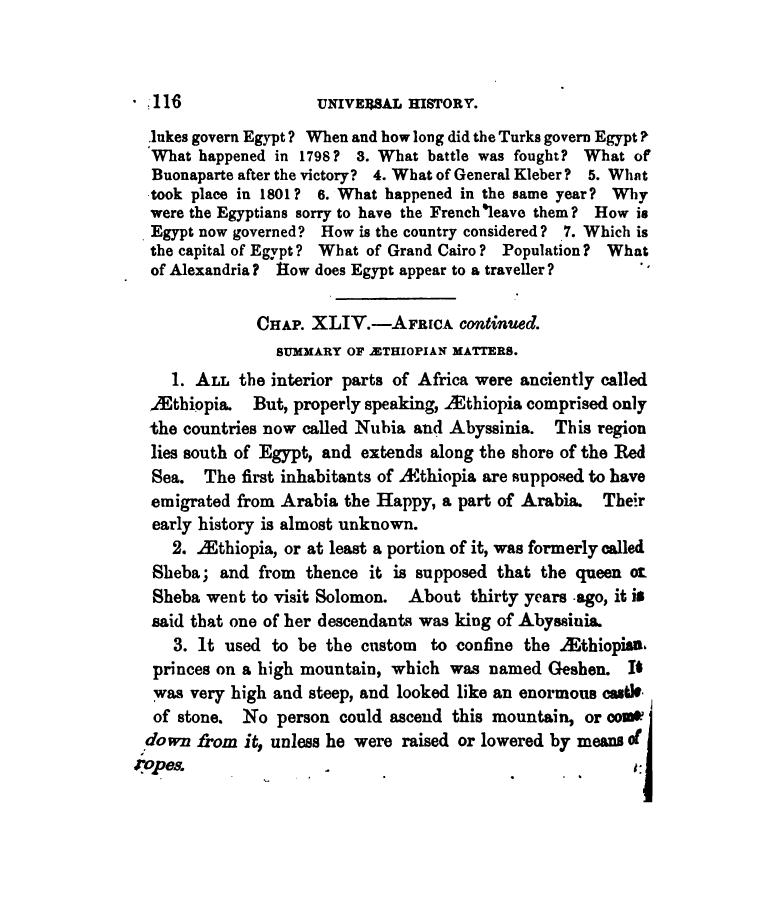 116 UNIVERSAL HISTORY.
lukes govern Egypt? When and how long did the Turks govern Egypt?
What happened in 1798? 3. What battle was fought? What of
Buonaparte after the victory? 4. What of General Kleber? 5. What
took place in 1801? 6. What happened in the same year? Why
were the Egyptians sorry to have the French leave them? How is
Egypt now governed? How is the country considered? 7. Which is
the capital of Egypt? What of Grand Cairo? Population? What
of Alexandria? How does Egypt appear to a traveller?
CHAP. XLIV.—AFRICA continued.
SUMMARY OF ÆTHIOPIAN MATTERS.
1. ALL the interior parts of Africa were anciently called
Æthiopia. But, properly speaking, Æthiopia comprised only
the countries now called Nubia and Abyssinia. This region
lies south of Egypt, and extends along the shore of the Red
Sea. The first inhabitants of Æthiopia are supposed to have
emigrated from Arabia the Happy, a part of Arabia. Their
early history is almost unknown.
2. Æthiopia, or at least a portion of it, was formerly called
Sheba; and from thence it is supposed that the queen of
Sheba went to visit Solomon. About thirty years ago, it is
said that one of her descendants was king of Abyssinia.
3. It used to be the custom to confine the Æthiopian
princes on a high mountain, which was named Geshen. It
was very high and steep, and looked like an enormous castle
of stone. No person could ascend this mountain, or come
down from it, unless he were raised or lowered by means of
ropes.